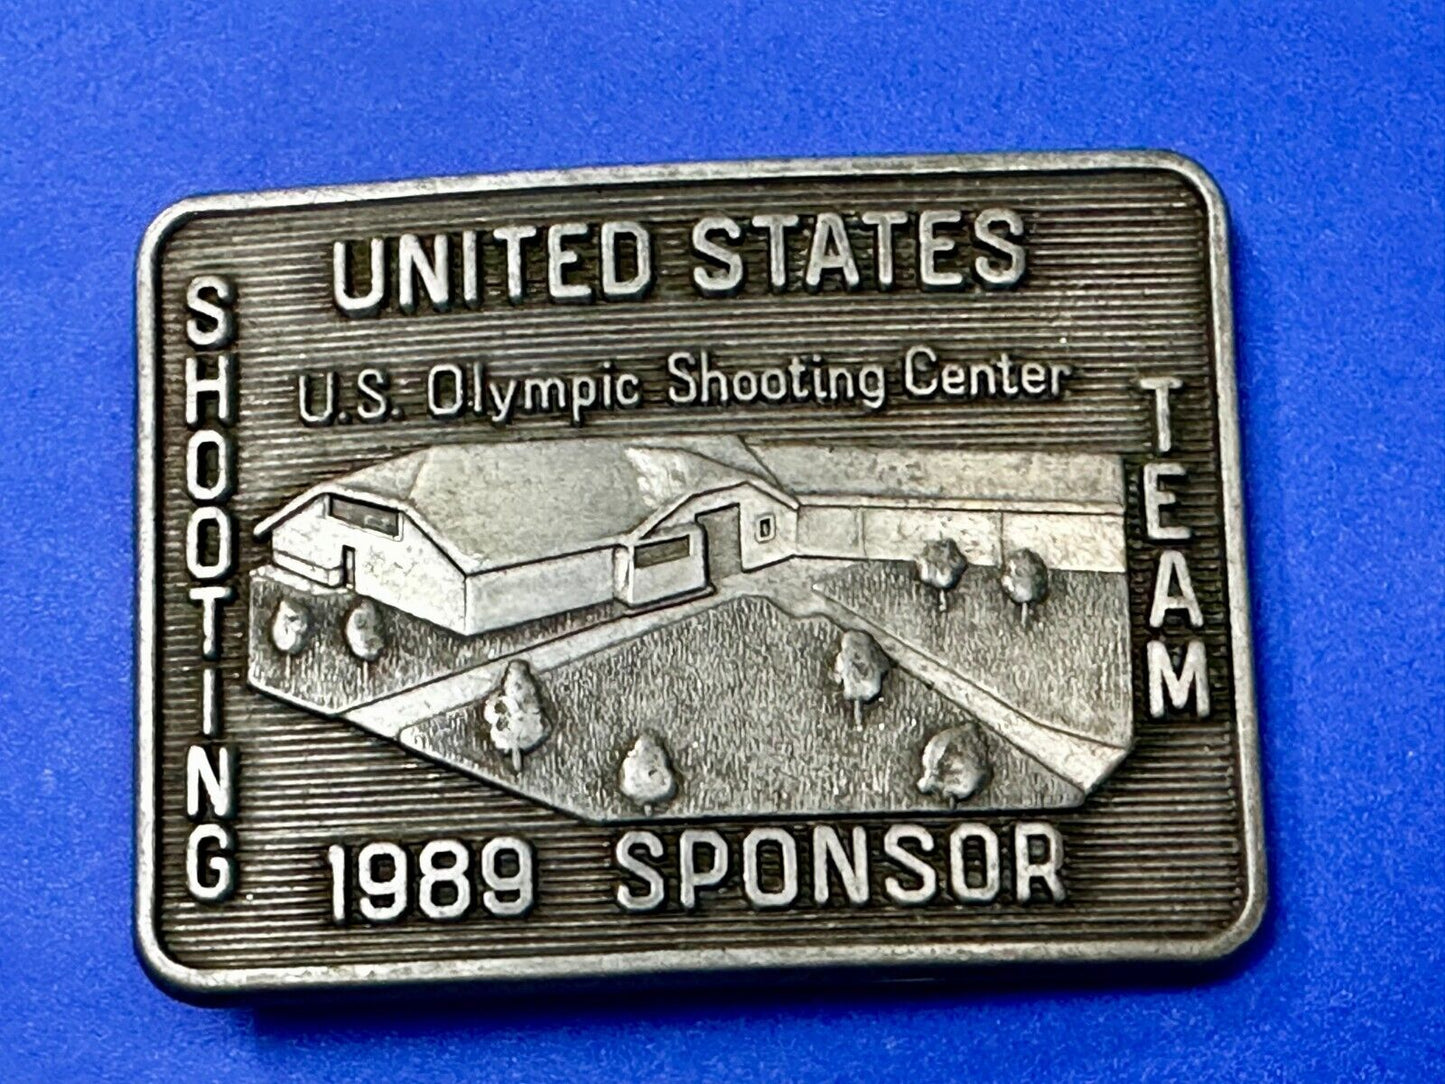 UNITED STATES
SHOOTING
TEAM
U.S. Olympic Shooting Center
1989 SPONSOR